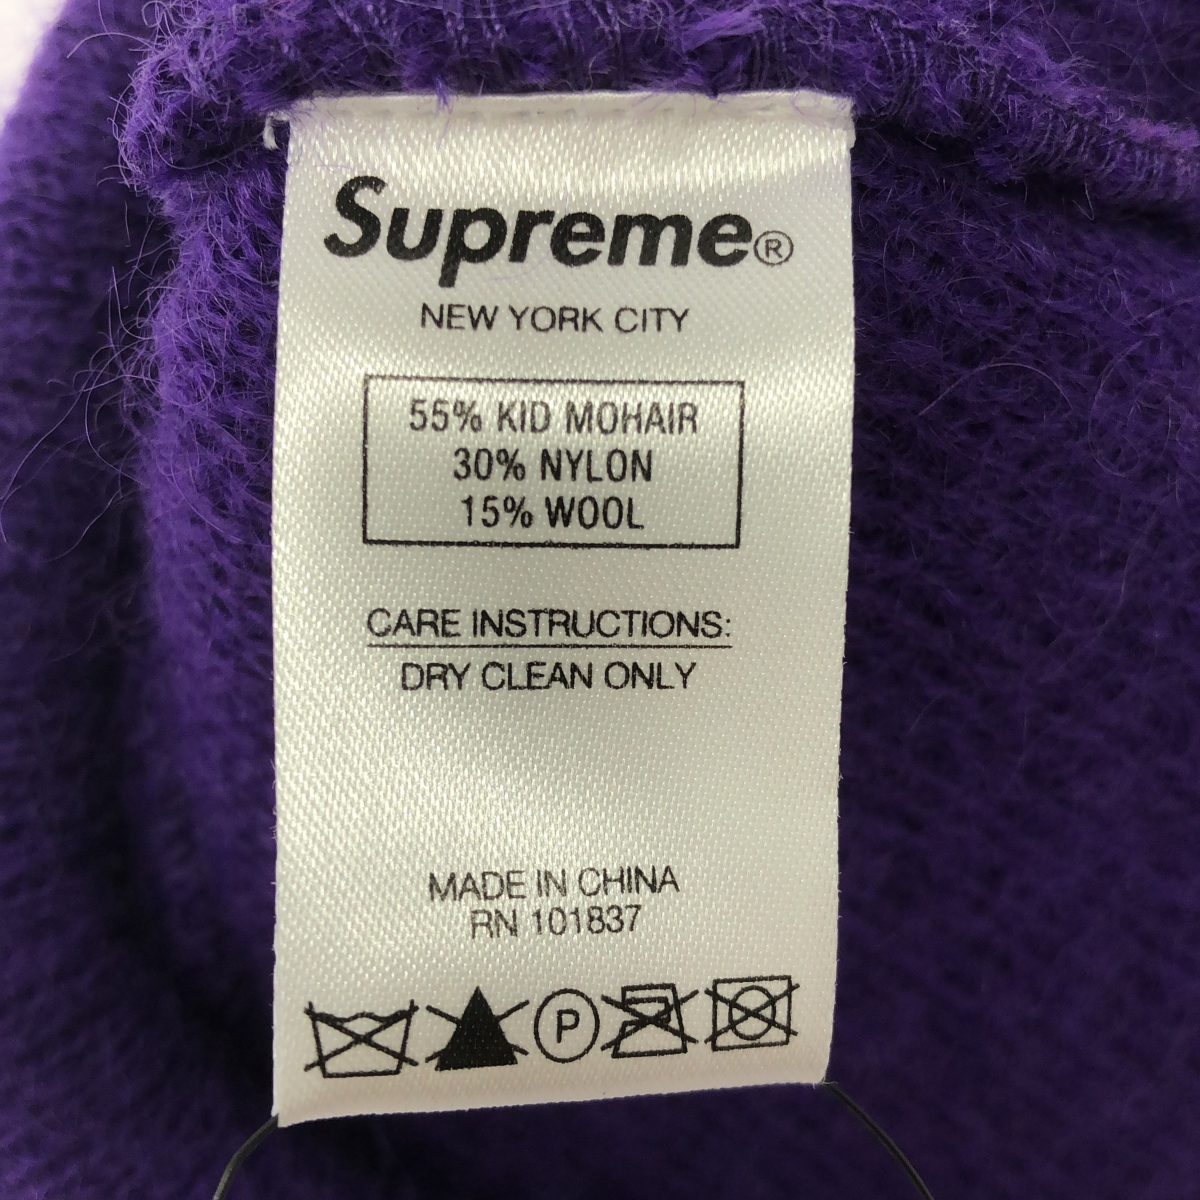 Supreme®
NEW YORK CITY
55% KID MOHAIR
30% NYLON
15% WOOL
CARE INSTRUCTIONS:
DRY CLEAN ONLY
MADE IN CHINA
RN 101837
P